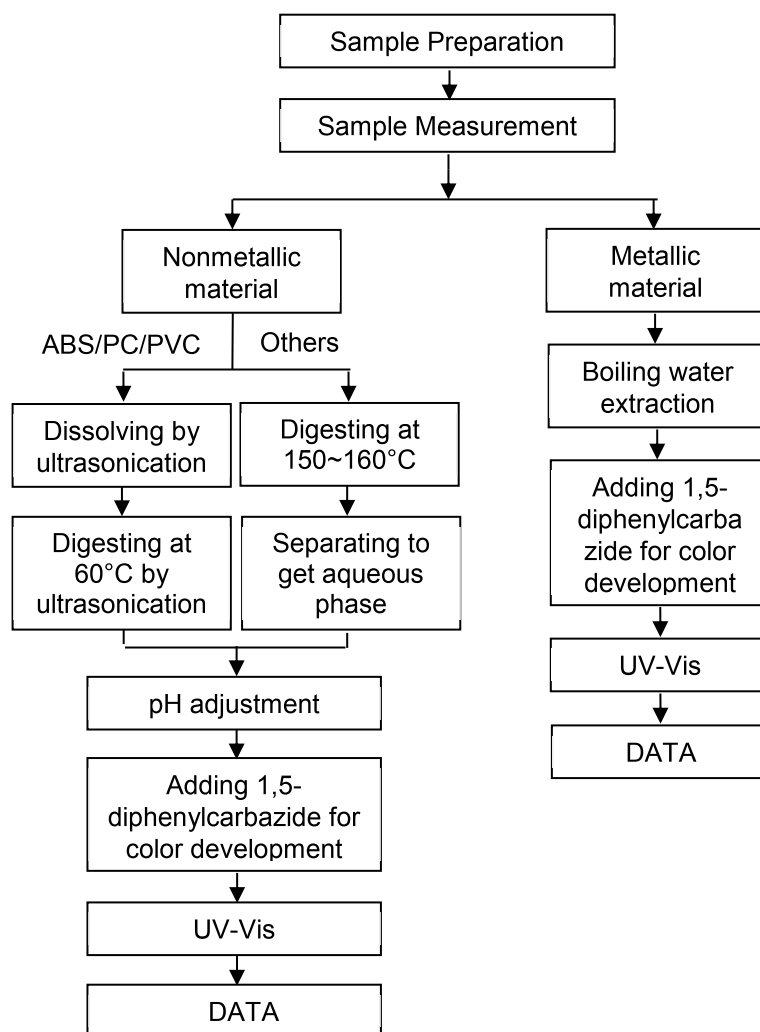 Sample Preparation
Sample Measurement
Nonmetallic
material
Metallic
material
ABS/PC/PVC
Others
Dissolving by
ultrasonication
Digesting at
150~160°C
Boiling water
extraction
Digesting at
60°C by
ultrasonication
Separating to
get aqueous
phase
Adding 1,5-
diphenylcarba
zide for color
development
pH adjustment
UV-Vis
DATA
Adding 1,5-
diphenylcarbazide for
color development
UV-Vis
DATA